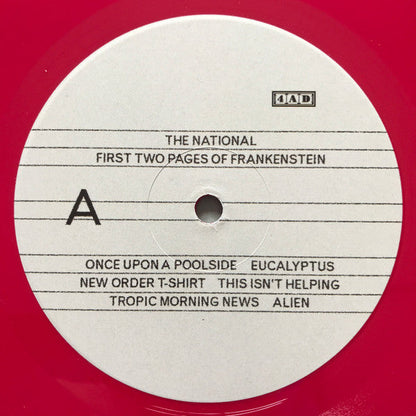 4AD
THE NATIONAL
FIRST TWO PAGES OF FRANKENSTEIN
A
ONCE UPON A POOLSIDE EUCALYPTUS
NEW ORDER T-SHIRT THIS ISN'T HELPING
TROPIC MORNING NEWS ALIEN